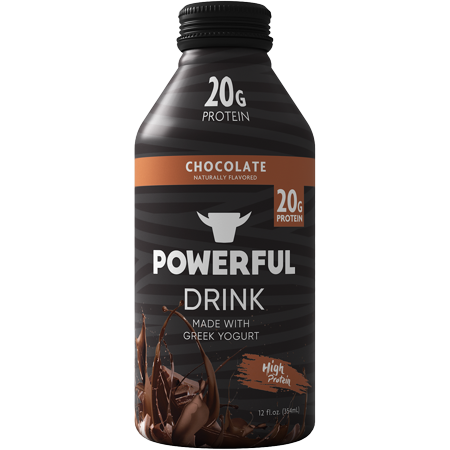 20G
PROTEIN
CHOCOLATE
NATURALLY FLAVORED
20G
PROTEIN
POWERFUL
DRINK
MADE WITH
GREEK YOGURT
High
Protein
12 fl.oz. (354mL)